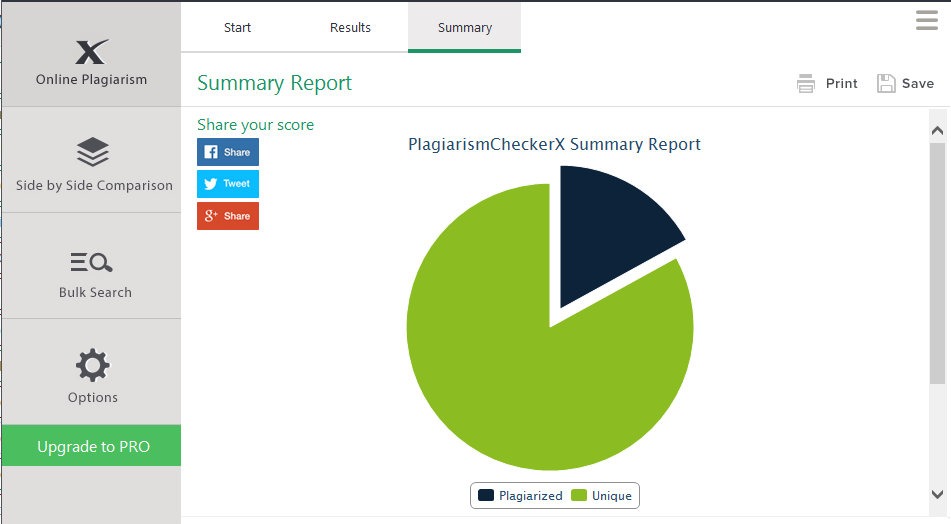 Start
Results
Summary
Online Plagiarism
Summary Report
Print
Save
Share your score
Share
Tweet
Share
PlagiarismCheckerX Summary Report
Side by Side Comparison
Bulk Search
Options
Upgrade to PRO
Plagiarized
Unique